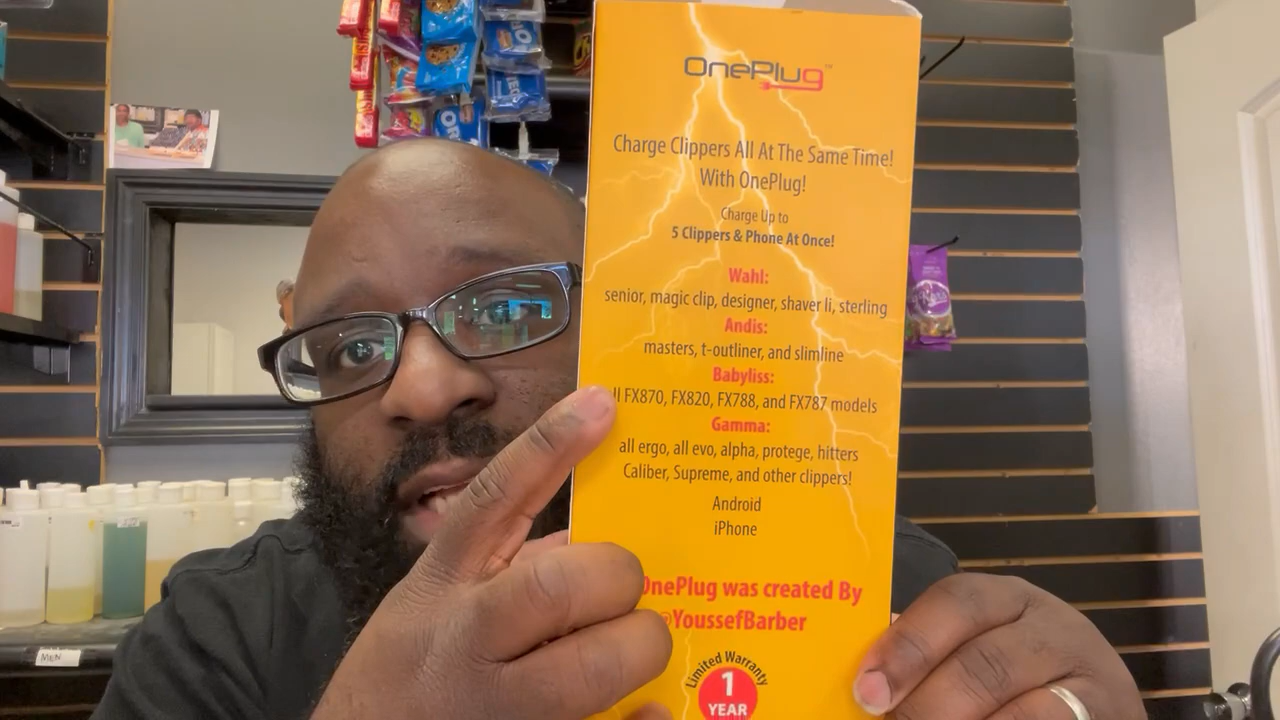 OnePlug™
Charge Clippers All At The Same Time!
With OnePlug!
Charge Up to
5 Clippers & Phone At Once!
Wahl:
senior, magic clip, designer, shaver li, sterling
Andis:
masters, t-outliner, and slimline
Babyliss:
FX870, FX820, FX788, and FX787 models
Gamma:
all ergo, all evo, alpha, protege, hitters
Caliber, Supreme, and other clippers!
Android
iPhone
OnePlug was created By
@YoussefBarber
Limited Warranty
1
YEAR
MEN